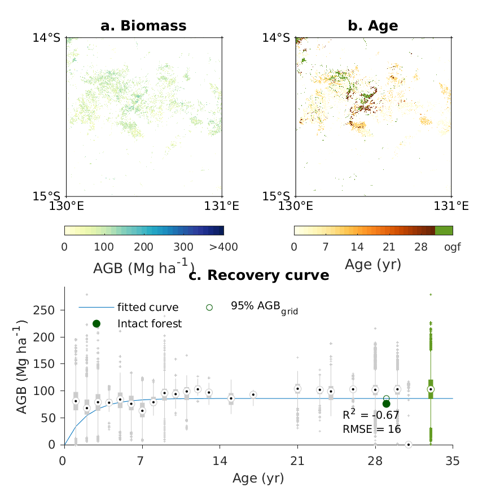 a. Biomass
b. Age
14°S
14°S
15°S
15°S
130°E
131°E
130°E
131°E
0 100 200 300 >400
0 7 14 21 28 ogf
AGB (Mg ha⁻¹)
Age (yr)
c. Recovery curve
fitted curve
95% AGB_grid
Intact forest
250
200
150
100
50
0
AGB (Mg ha⁻¹)
R² = -0.67
RMSE = 16
0 7 14 21 28 35
Age (yr)